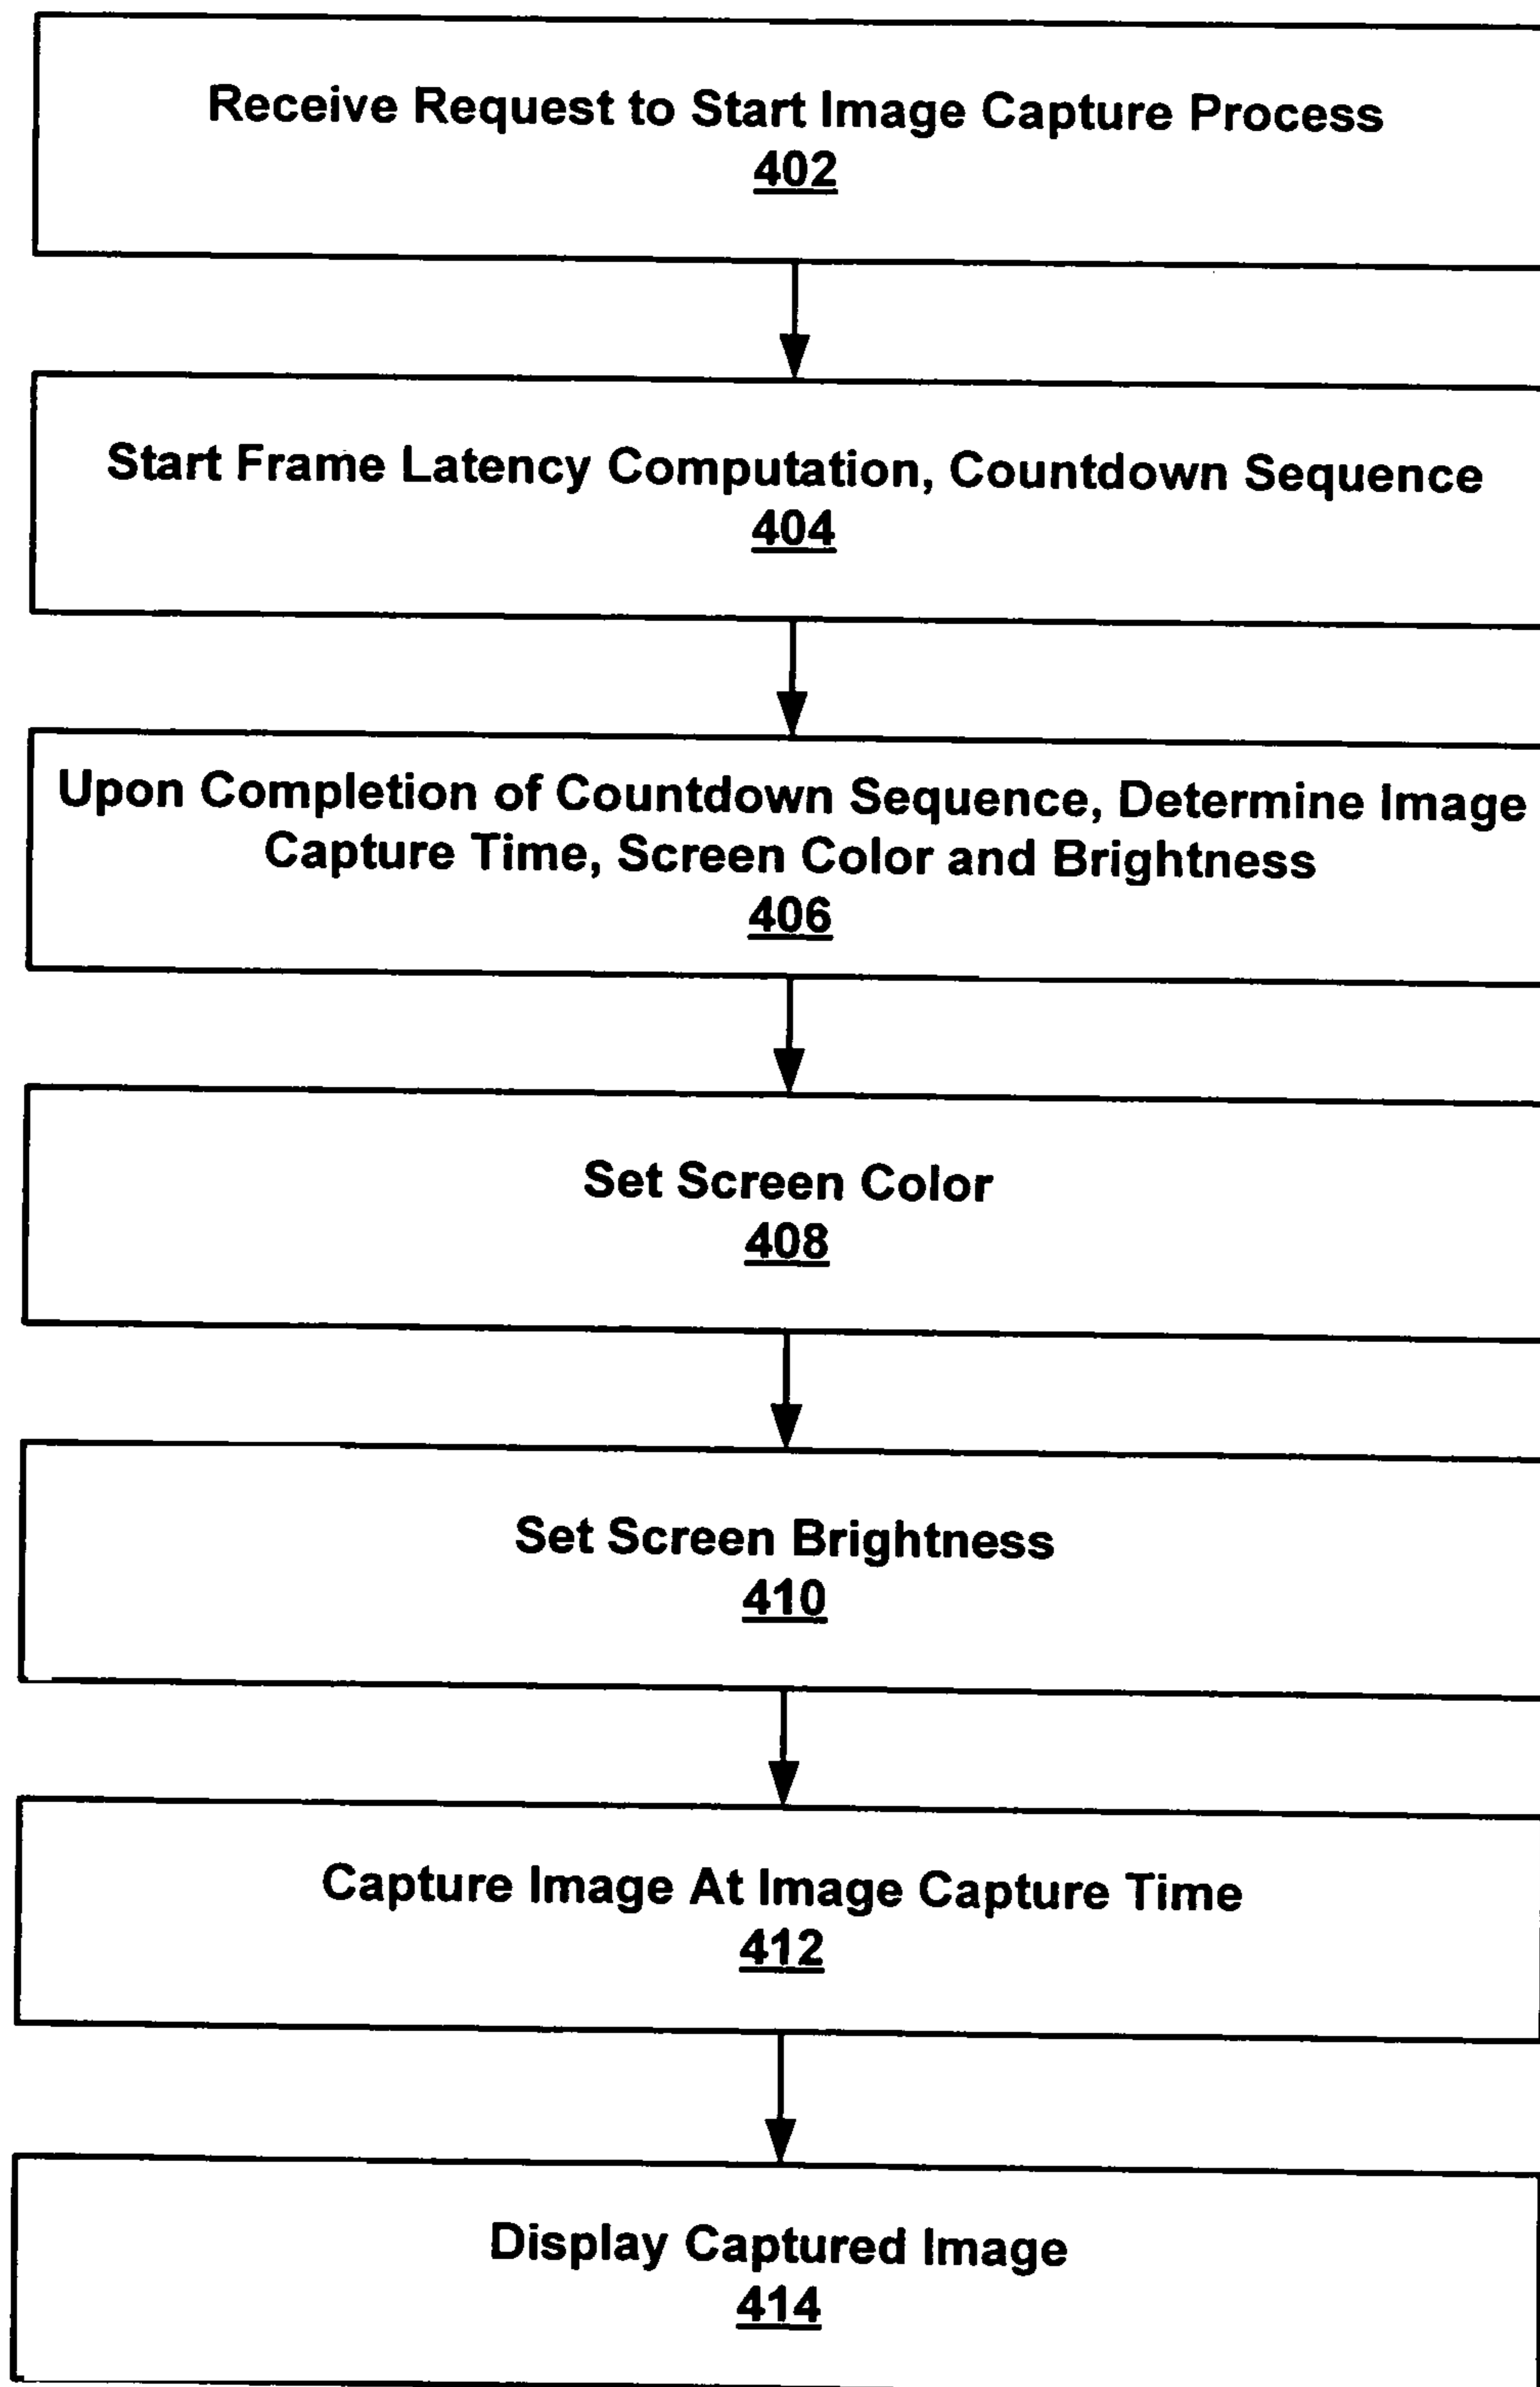 Receive Request to Start Image Capture Process
402
Start Frame Latency Computation, Countdown Sequence
404
Upon Completion of Countdown Sequence, Determine Image
Capture Time, Screen Color and Brightness
406
Set Screen Color
408
Set Screen Brightness
410
Capture Image At Image Capture Time
412
Display Captured Image
414